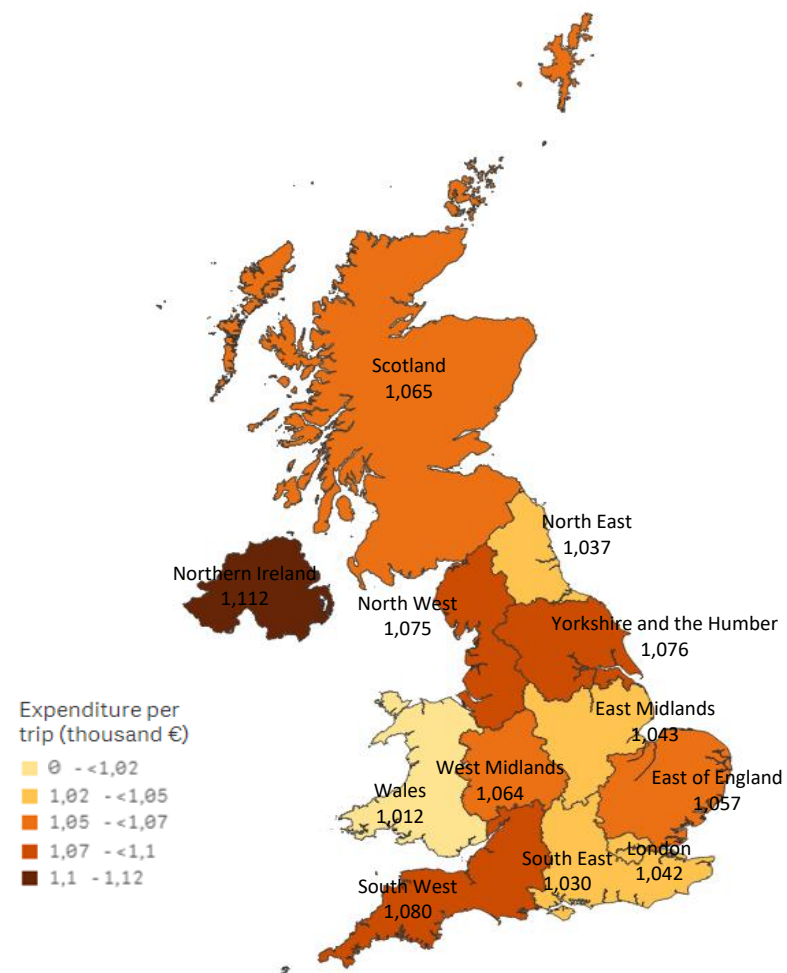 Scotland
1,065
North East
1,037
Northern Ireland
1,112
North West
1,075
Yorkshire and the Humber
1,076
East Midlands
1,043
West Midlands
1,064
East of England
1,057
Wales
1,012
London
1,042
South East
1,030
South West
1,080
Expenditure per
trip (thousand €)
0 - <1,02
1,02 - <1,05
1,05 - <1,07
1,07 - <1,1
1,1 - 1,12